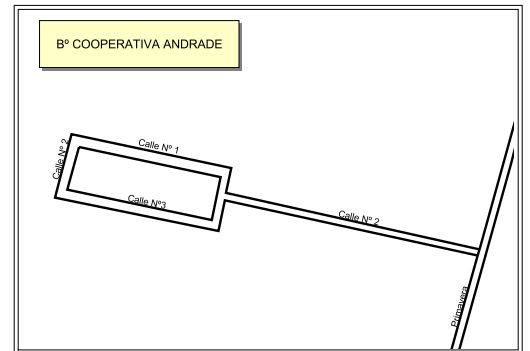 Bº COOPERATIVA ANDRADE
Calle Nº 1
Calle Nº 2
Calle Nº3
Calle Nº 2
Primavera